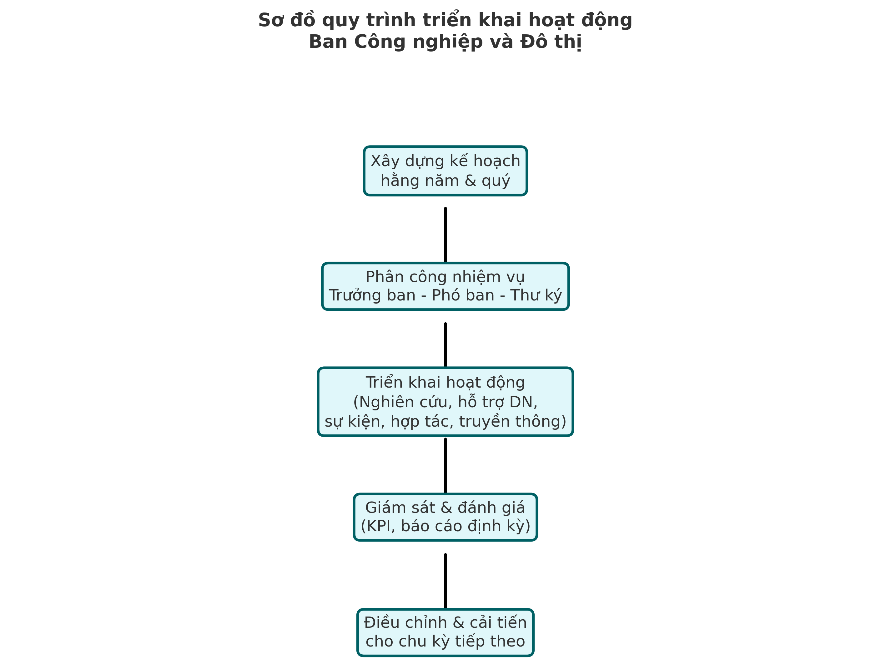 Sơ đồ quy trình triển khai hoạt động
Ban Công nghiệp và Đô thị
Xây dựng kế hoạch
hằng năm & quý
Phân công nhiệm vụ
Trưởng ban - Phó ban - Thư ký
Triển khai hoạt động
(Nghiên cứu, hỗ trợ DN,
sự kiện, hợp tác, truyền thông)
Giám sát & đánh giá
(KPI, báo cáo định kỳ)
Điều chỉnh & cải tiến
cho chu kỳ tiếp theo